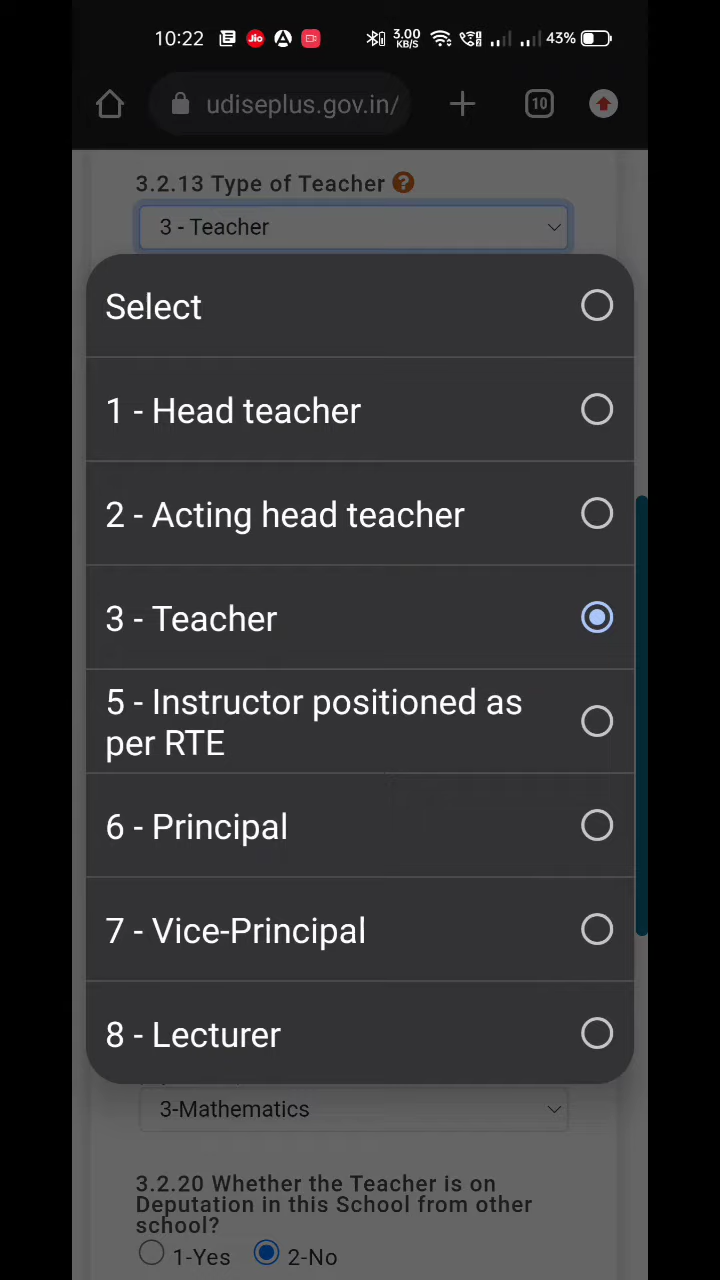 10:22
Jio
3.00
KB/S
43%
udiseplus.gov.in/
10
3.2.13 Type of Teacher ?
3 - Teacher
Select
1 - Head teacher
2 - Acting head teacher
3 - Teacher
5 - Instructor positioned as
per RTE
6 - Principal
7 - Vice-Principal
8 - Lecturer
3-Mathematics
3.2.20 Whether the Teacher is on
Deputation in this School from other
school?
1-Yes 2-No